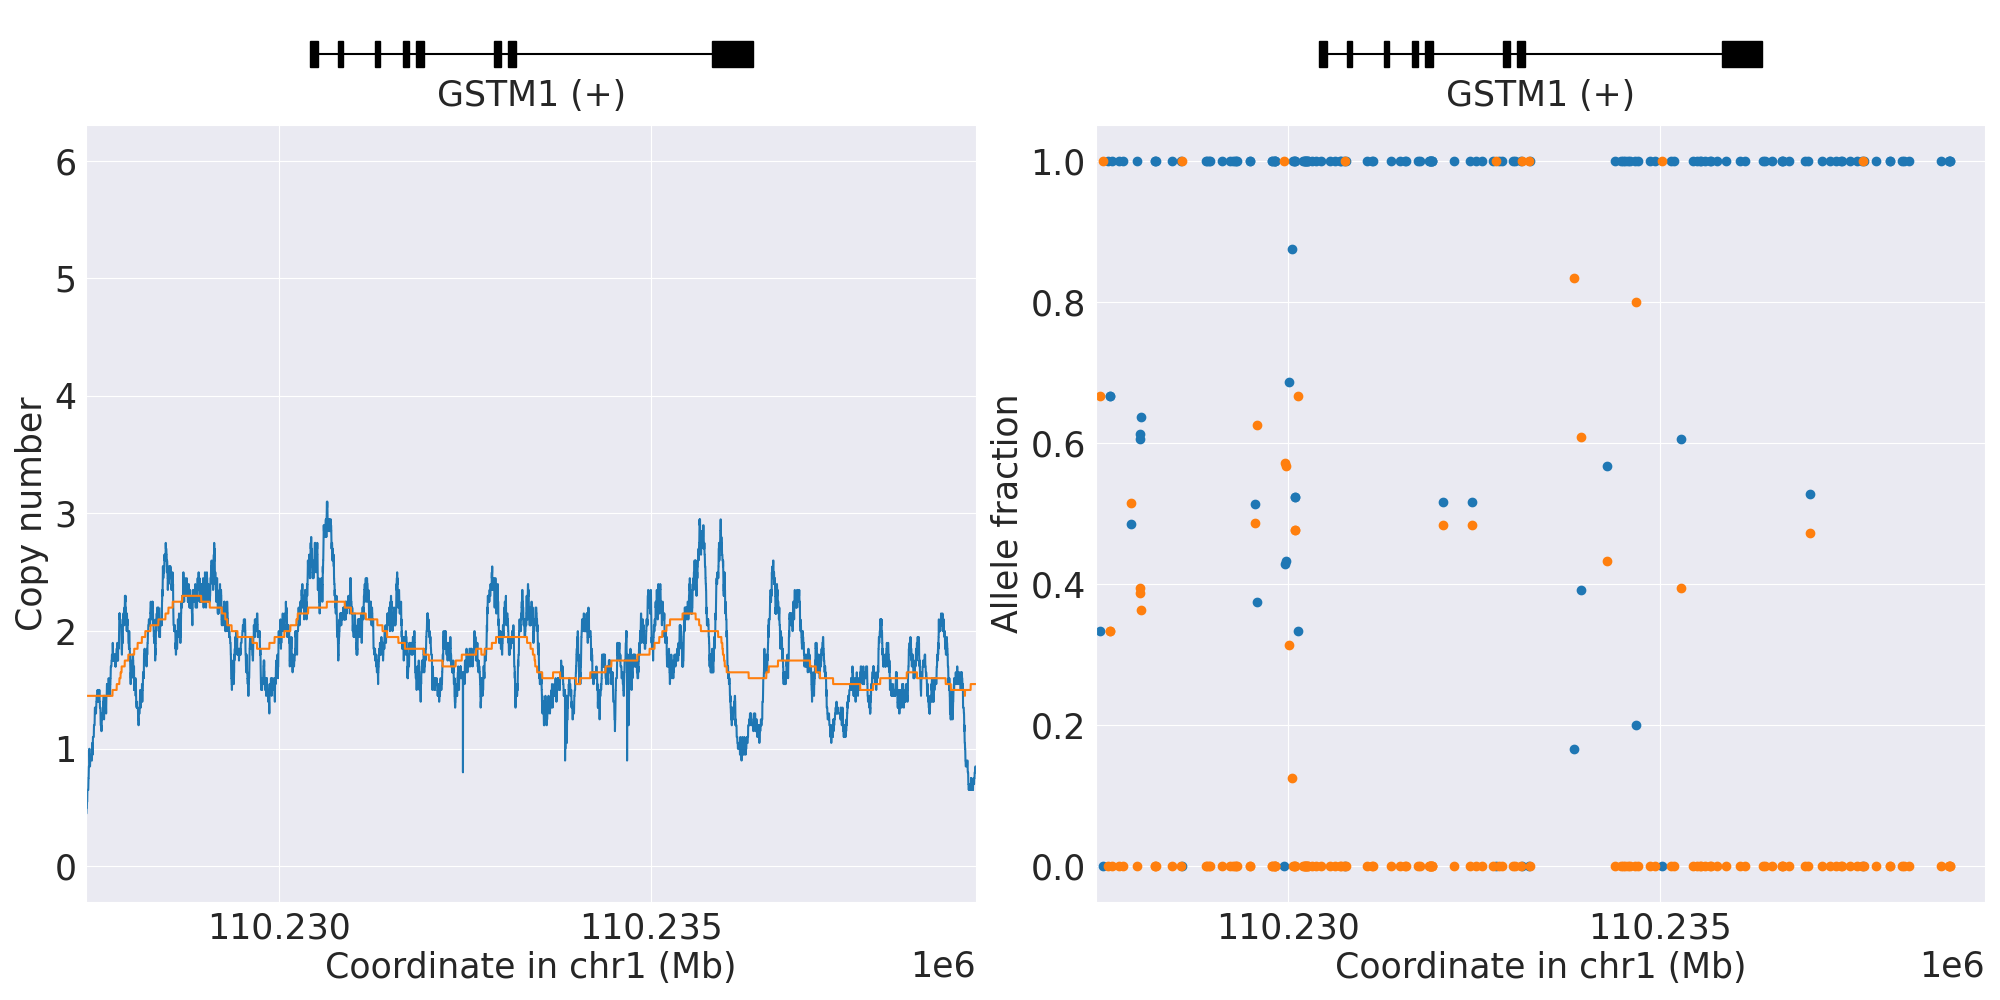 GSTM1 (+)
6
5
4
3
2
1
0
Copy number
110.230
110.235
Coordinate in chr1 (Mb)
1e6
GSTM1 (+)
1.0
0.8
0.6
0.4
0.2
0.0
Allele fraction
110.230
110.235
Coordinate in chr1 (Mb)
1e6